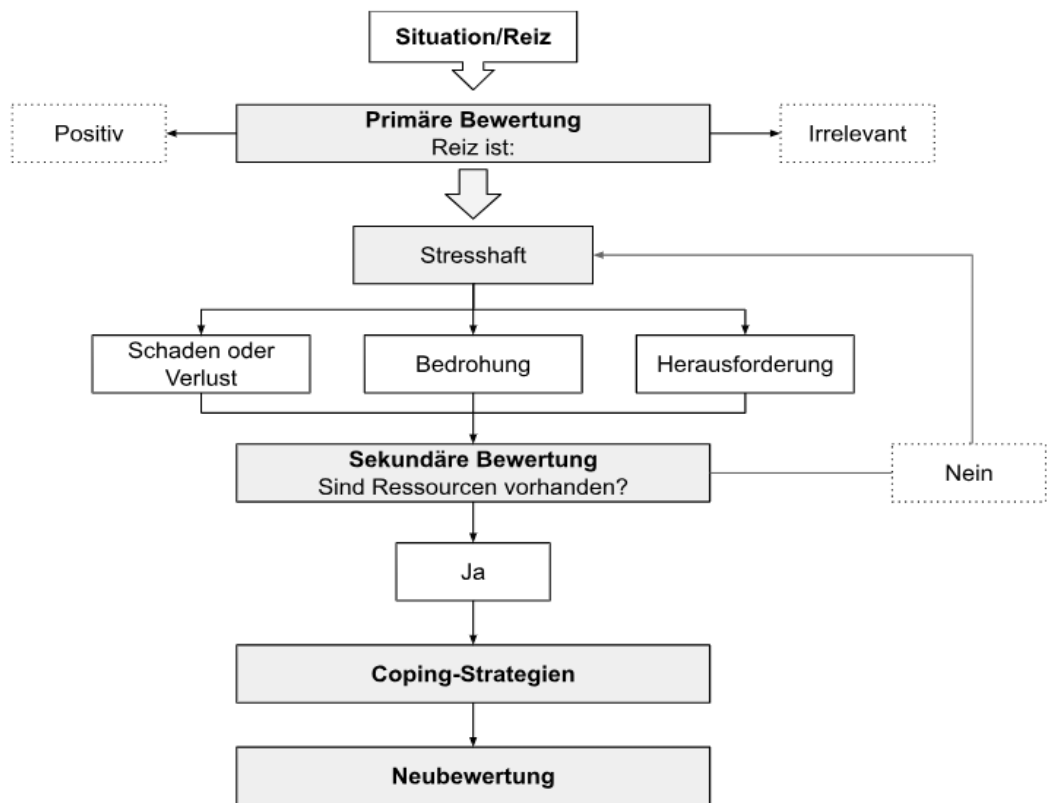 Situation/Reiz
Positiv
Primäre Bewertung
Reiz ist:
Irrelevant
Stresshaft
Schaden oder
Verlust
Bedrohung
Herausforderung
Sekundäre Bewertung
Sind Ressourcen vorhanden?
Nein
Ja
Coping-Strategien
Neubewertung